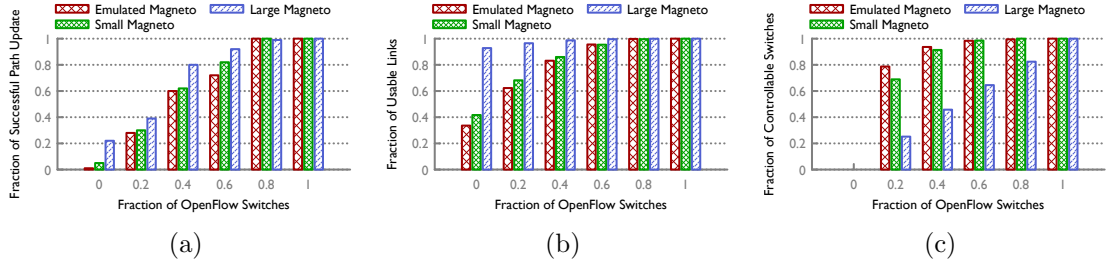 Emulated Magneto
Large Magneto
Small Magneto
Fraction of Successful Path Update
1
0.8
0.6
0.4
0.2
0
0
0.2
0.4
0.6
0.8
1
Fraction of OpenFlow Switches
(a)
Emulated Magneto
Large Magneto
Small Magneto
Fraction of Usable Links
1
0.8
0.6
0.4
0.2
0
0
0.2
0.4
0.6
0.8
1
Fraction of OpenFlow Switches
(b)
Emulated Magneto
Large Magneto
Small Magneto
Fraction of Controllable Switches
1
0.8
0.6
0.4
0.2
0
0
0.2
0.4
0.6
0.8
1
Fraction of OpenFlow Switches
(c)